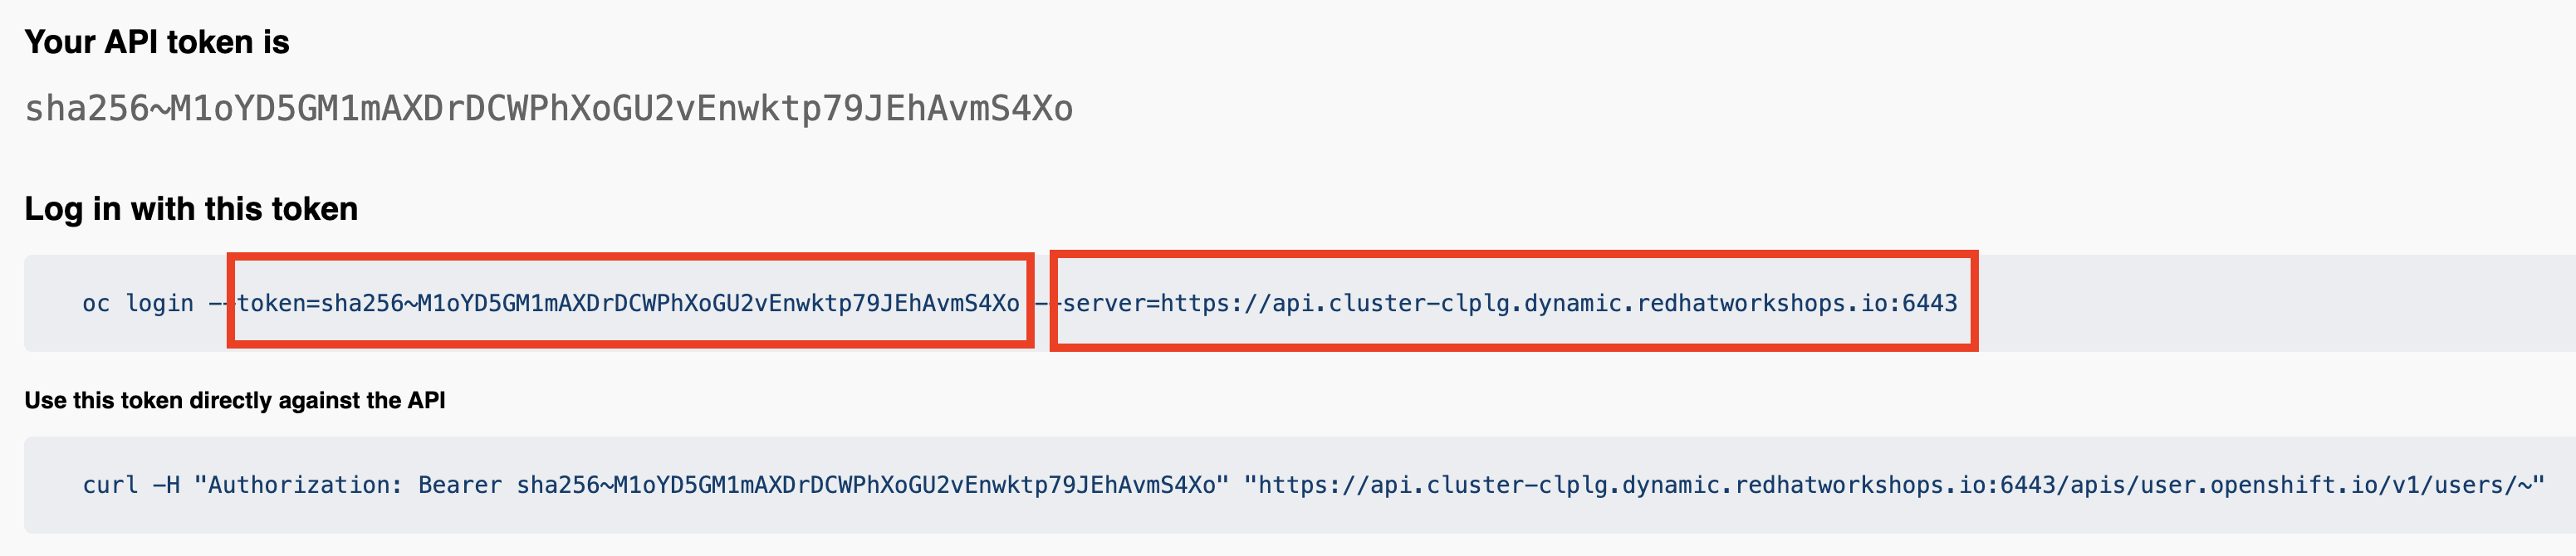 Your API token is
sha256~M1oYD5GM1mAXDrDCWPhXoGU2vEnwktp79JEhAvmS4Xo
Log in with this token
oc login --token=sha256~M1oYD5GM1mAXDrDCWPhXoGU2vEnwktp79JEhAvmS4Xo --server=https://api.cluster-clplg.dynamic.redhatworkshops.io:6443
Use this token directly against the API
curl -H "Authorization: Bearer sha256~M1oYD5GM1mAXDrDCWPhXoGU2vEnwktp79JEhAvmS4Xo" "https://api.cluster-clplg.dynamic.redhatworkshops.io:6443/apis/user.openshift.io/v1/users/~"